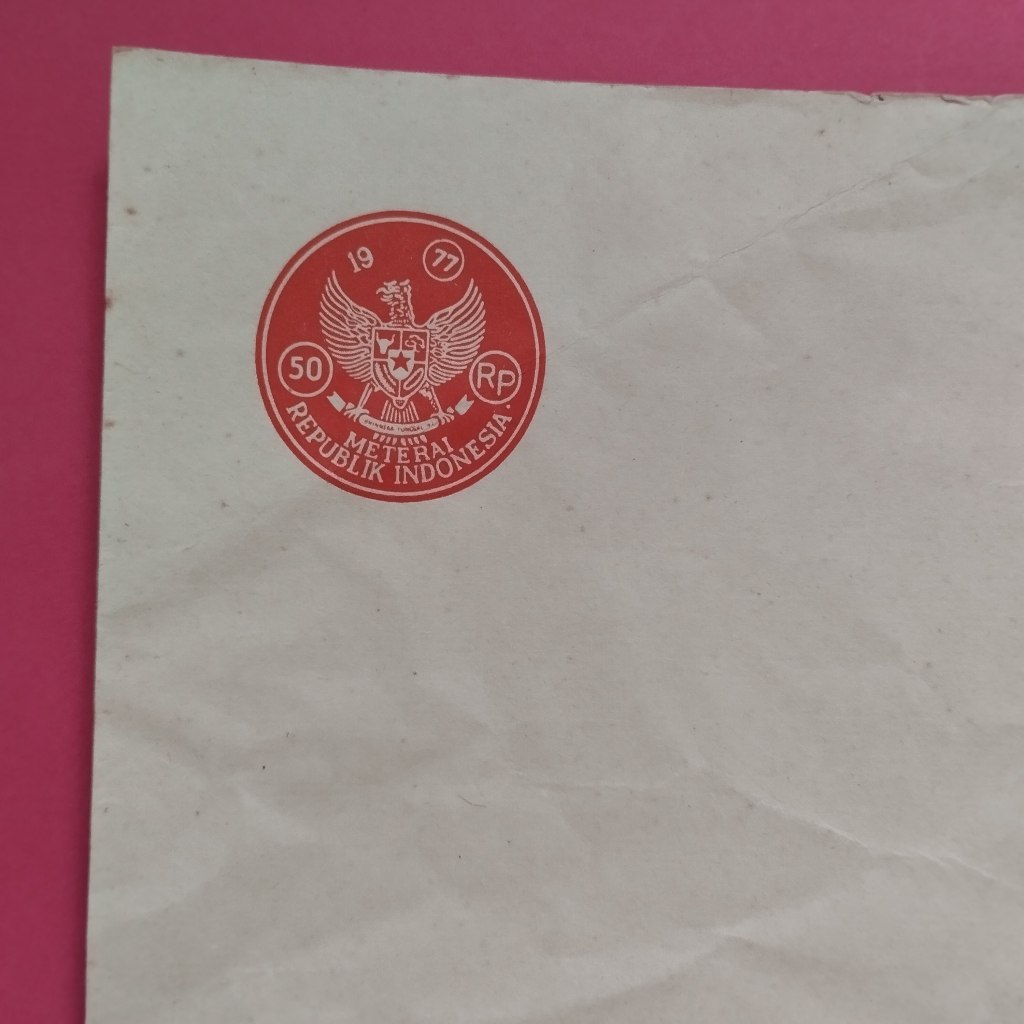 19 77
50 RP
METERAI
REPUBLIK INDONESIA.